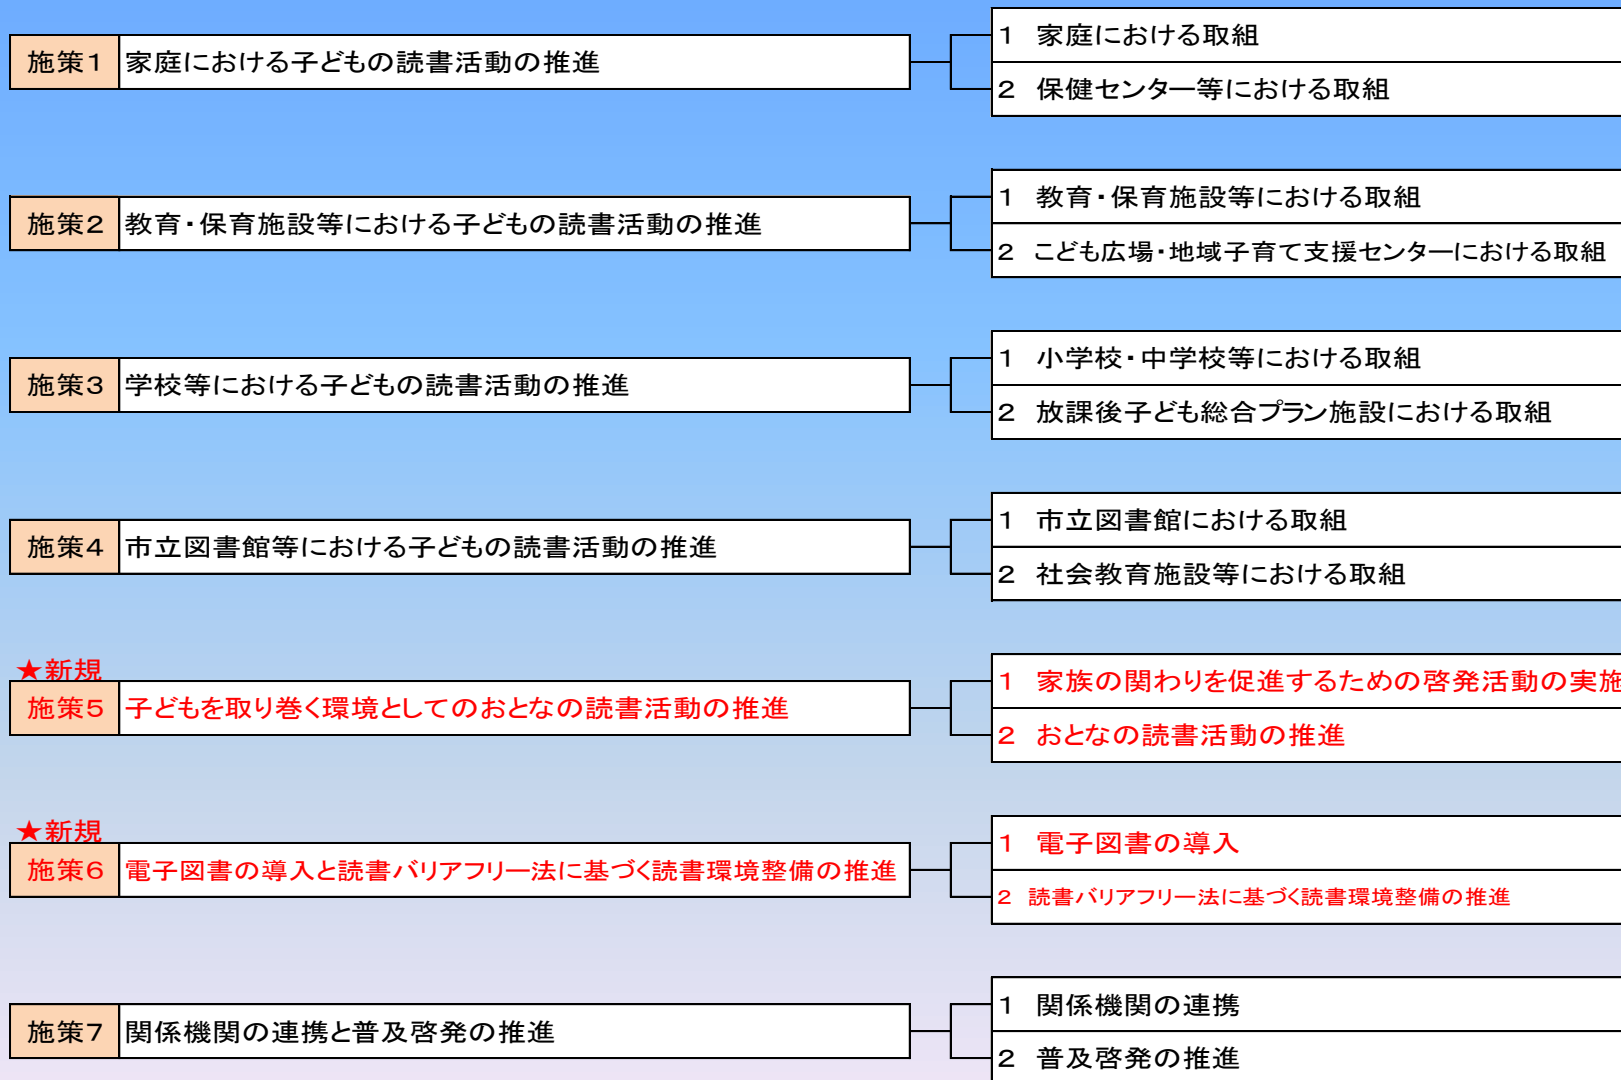 施策1 家庭における子どもの読書活動の推進
1 家庭における取組
2 保健センター等における取組
施策2 教育・保育施設等における子どもの読書活動の推進
1 教育・保育施設等における取組
2 こども広場・地域子育て支援センターにおける取組
施策3 学校等における子どもの読書活動の推進
1 小学校・中学校等における取組
2 放課後子ども総合プラン施設における取組
施策4 市立図書館等における子どもの読書活動の推進
1 市立図書館における取組
2 社会教育施設等における取組
★新規
施策5 子どもを取り巻く環境としてのおとなの読書活動の推進
1 家族の関わりを促進するための啓発活動の実施
2 おとなの読書活動の推進
★新規
施策6 電子図書の導入と読書バリアフリー法に基づく読書環境整備の推進
1 電子図書の導入
2 読書バリアフリー法に基づく読書環境整備の推進
施策7 関係機関の連携と普及啓発の推進
1 関係機関の連携
2 普及啓発の推進